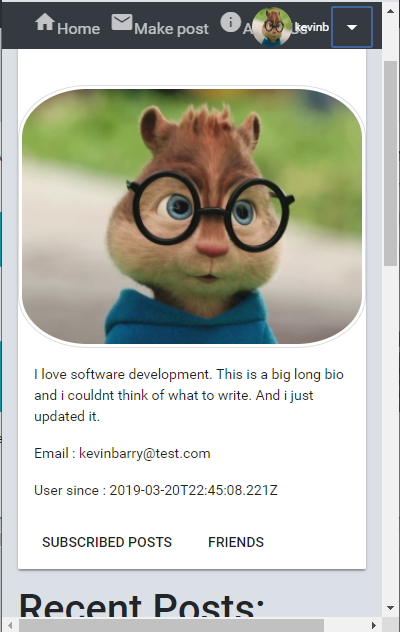 Home Make post kevinb
I love software development. This is a big long bio
and i couldnt think of what to write. And i just
updated it.
Email : kevinbarry@test.com
User since : 2019-03-20T22:45:08.221Z
SUBSCRIBED POSTS FRIENDS
Recent Posts: